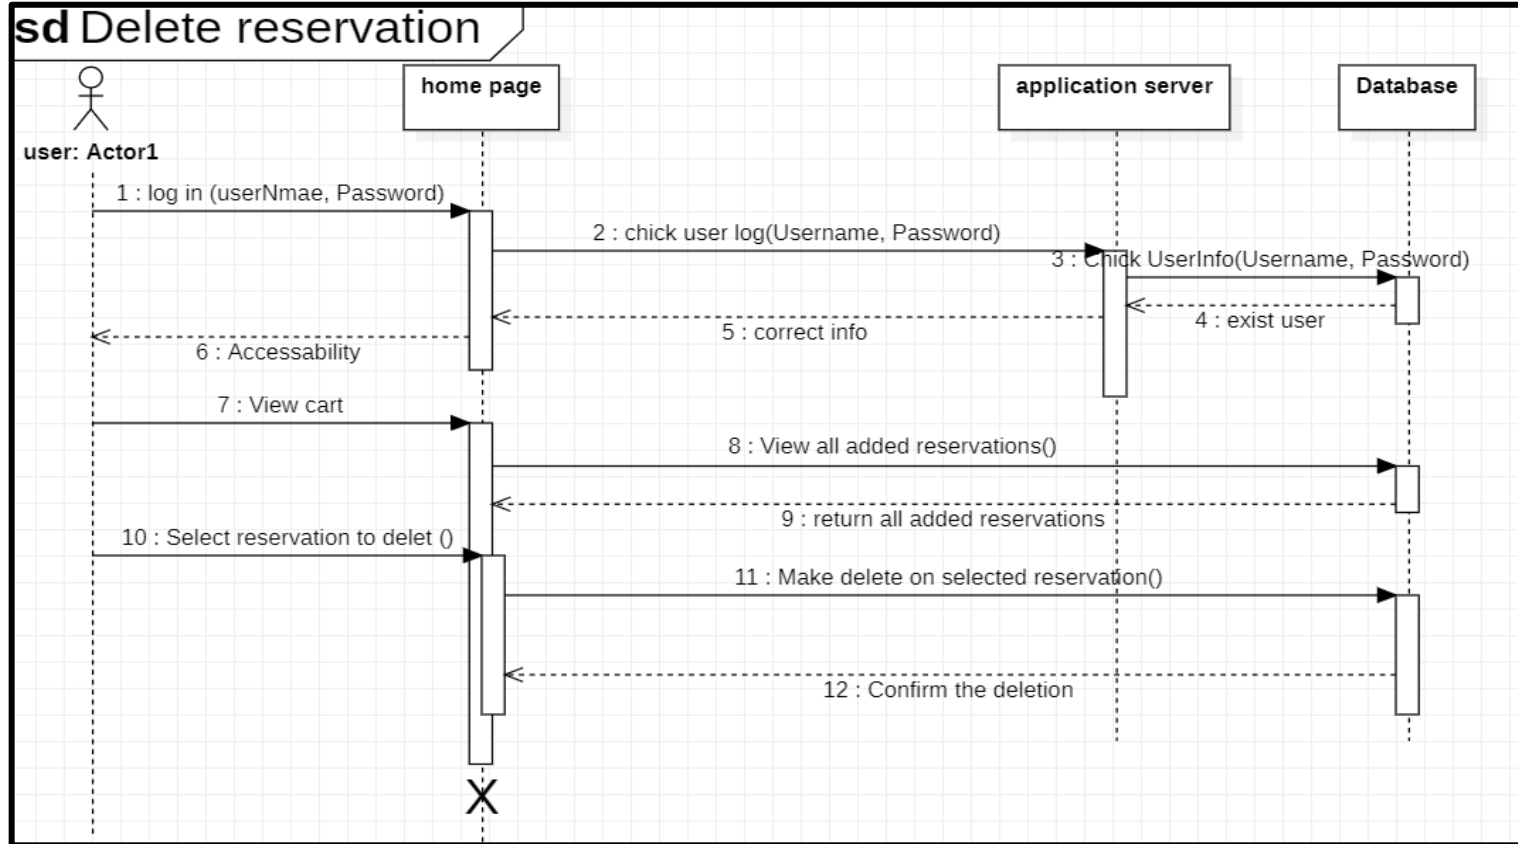 sd Delete reservation
home page
application server
Database
user: Actor1
1 : log in (userNmae, Password)
2 : chick user log(Username, Password)
3 : Chick UserInfo(Username, Password)
4 : exist user
5 : correct info
6 : Accessability
7 : View cart
8 : View all added reservations()
9 : return all added reservations
10 : Select reservation to delet ()
11 : Make delete on selected reservation()
12 : Confirm the deletion